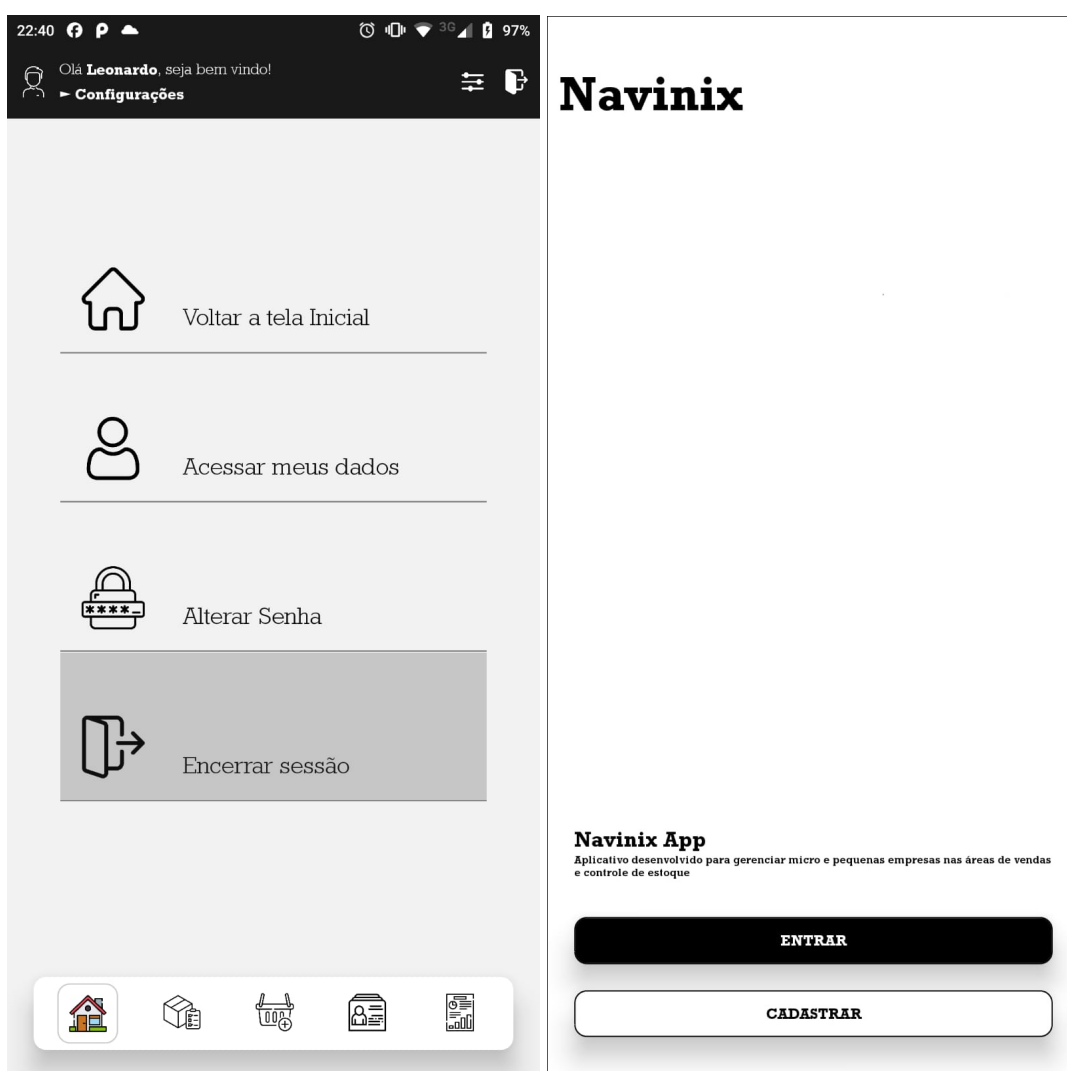 22:40
3G
97%
Olá Leonardo, seja bem vindo!
► Configurações
Voltar a tela Inicial
Acessar meus dados
****_
Alterar Senha
Encerrar sessão
Navinix
Navinix App
Aplicativo desenvolvido para gerenciar micro e pequenas empresas nas áreas de vendas
e controle de estoque
ENTRAR
CADASTRAR